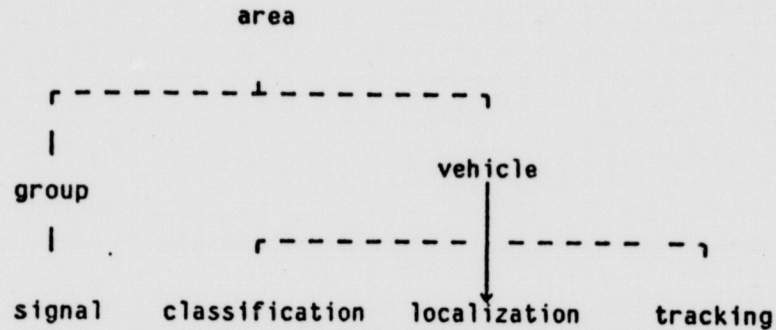 area
vehicle
group
signal classification localization tracking